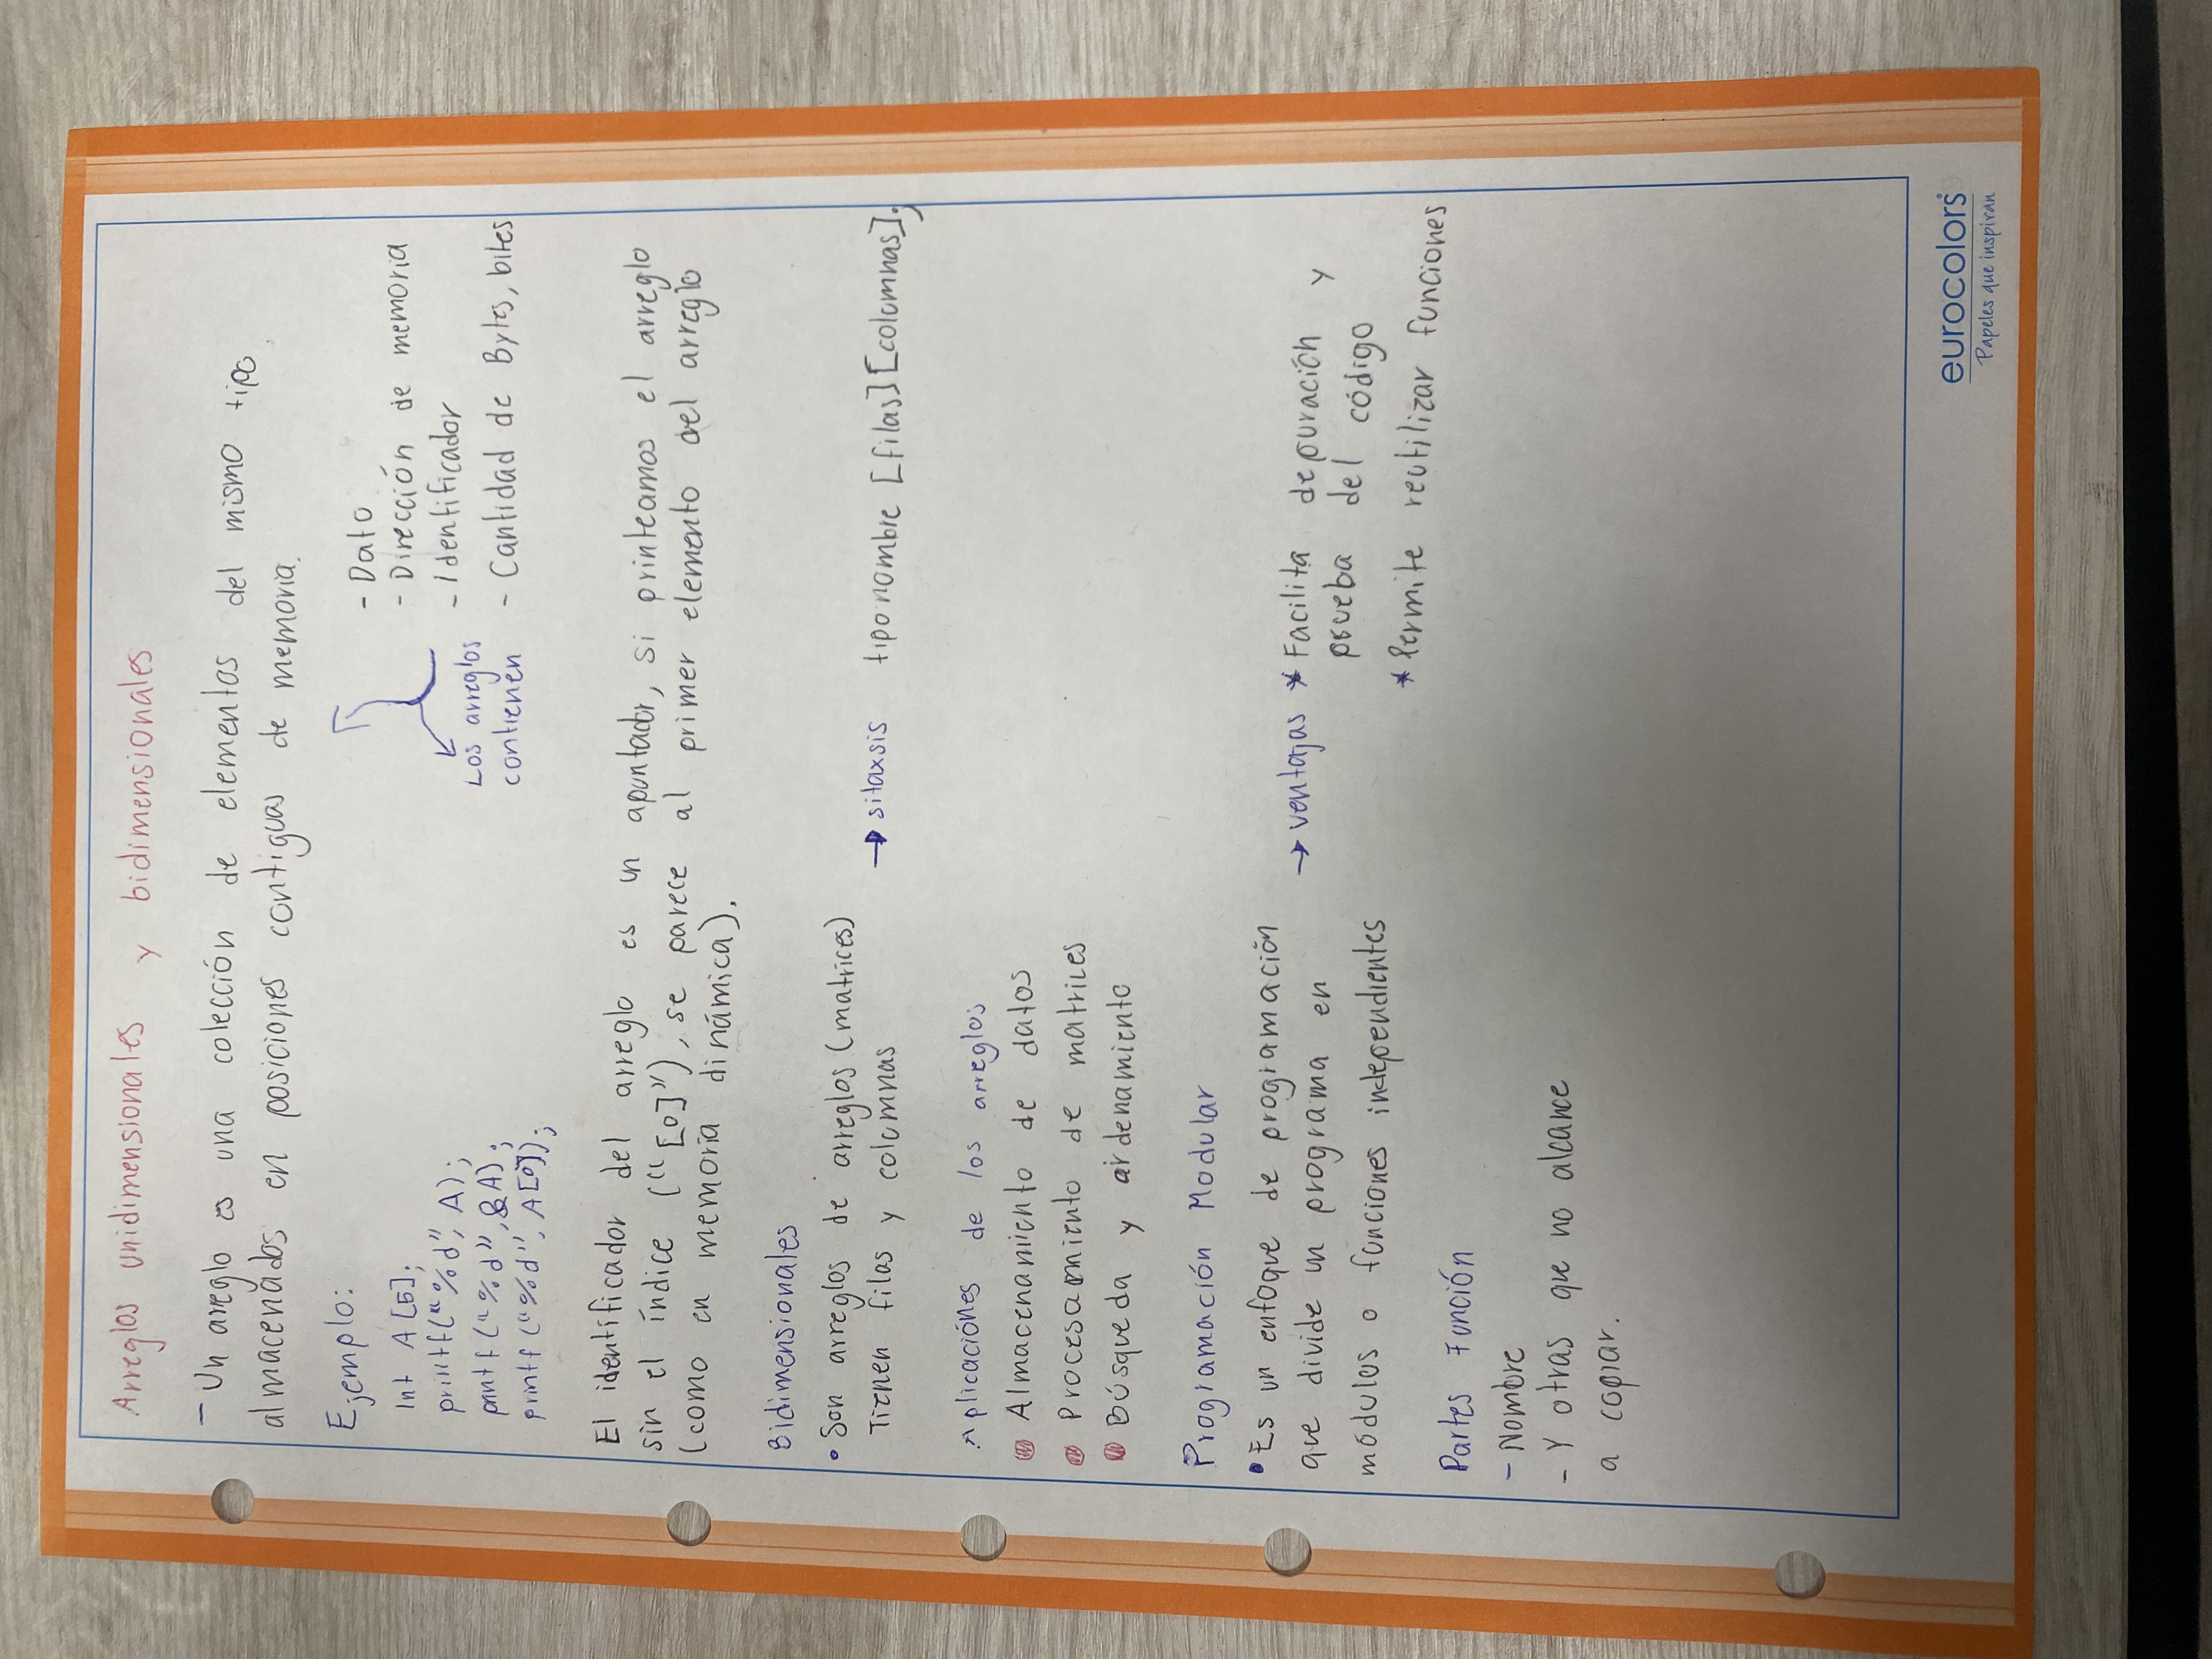 Arreglos unidimensionales y bidimensionales
- Un arreglo es una colección de elementos del mismo tipo
almacenados en posiciones contiguas de memoria.
Ejemplo:
int A[5];
printf("%d", A);
printf("%d", &A);
printf("%d", A[0]);
Los arreglos
contienen
- Dato
- Dirección de memoria
- Identificador
- Cantidad de Bytes, bites
El identificador del arreglo es un apuntador, si printeamos el arreglo
sin el índice ("[0]"), se parece al primer elemento del arreglo
(como en memoria dinámica).
Bidimensionales
• Son arreglos de arreglos (matrices)
Tienen filas y columnas
→ sitaxsis tipo nombre [filas][columnas];
Aplicaciónes de los arreglos
Almacenamiento de datos
Procesamiento de matrices
Búsqueda y ordenamiento
Programación Modular
• Es un enfoque de programación
que divide un programa en
módulos o funciones independientes
→ ventajas * Facilita depuración y
prueba del código
* Permite reutilizar funciones
Partes Función
- Nombre
- Y otras que no alcance
a copiar.
eurocolors
Papeles que inspiran